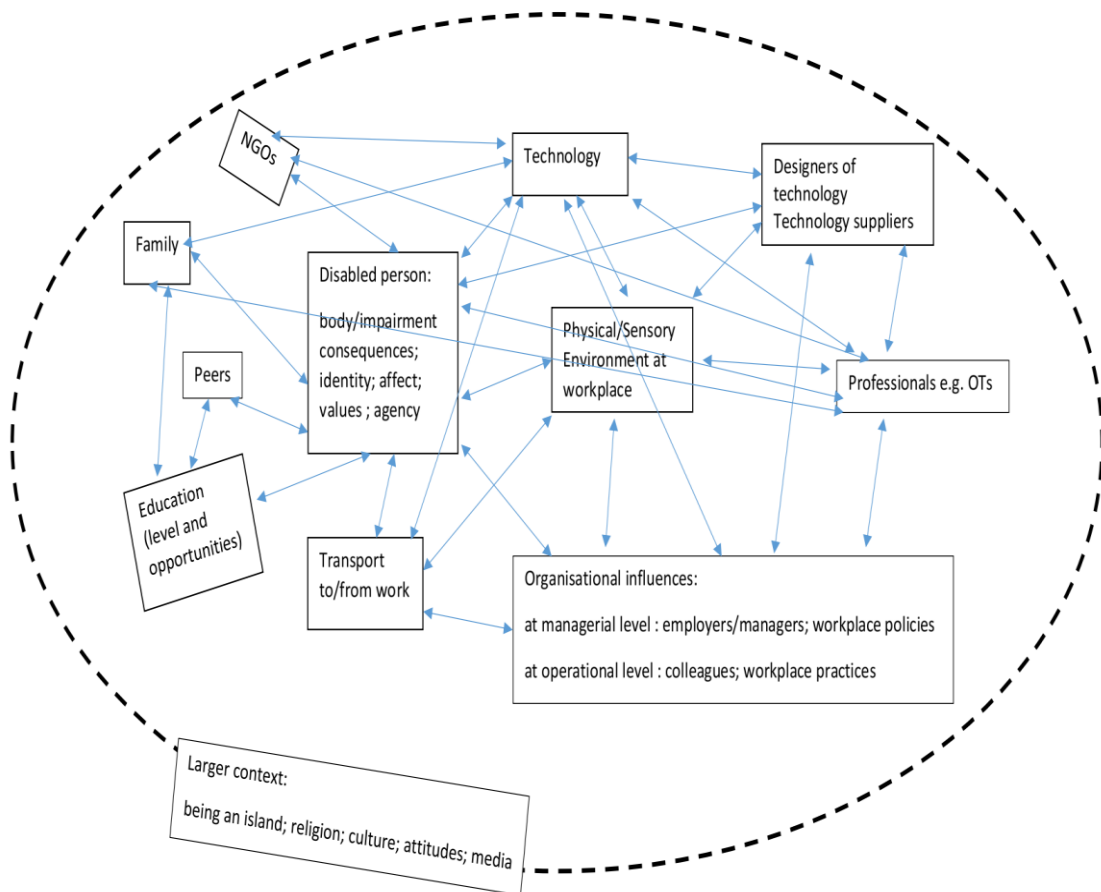 NGOs
Technology
Designers of
technology
Technology suppliers
Family
Disabled person:
body/impairment
consequences;
identity; affect;
values ; agency
Physical/Sensory
Environment at
workplace
Peers
Professionals e.g. OTs
Education
(level and
opportunities)
Transport
to/from work
Organisational influences:
at managerial level : employers/managers; workplace policies
at operational level : colleagues; workplace practices
Larger context:
being an island; religion; culture; attitudes; media